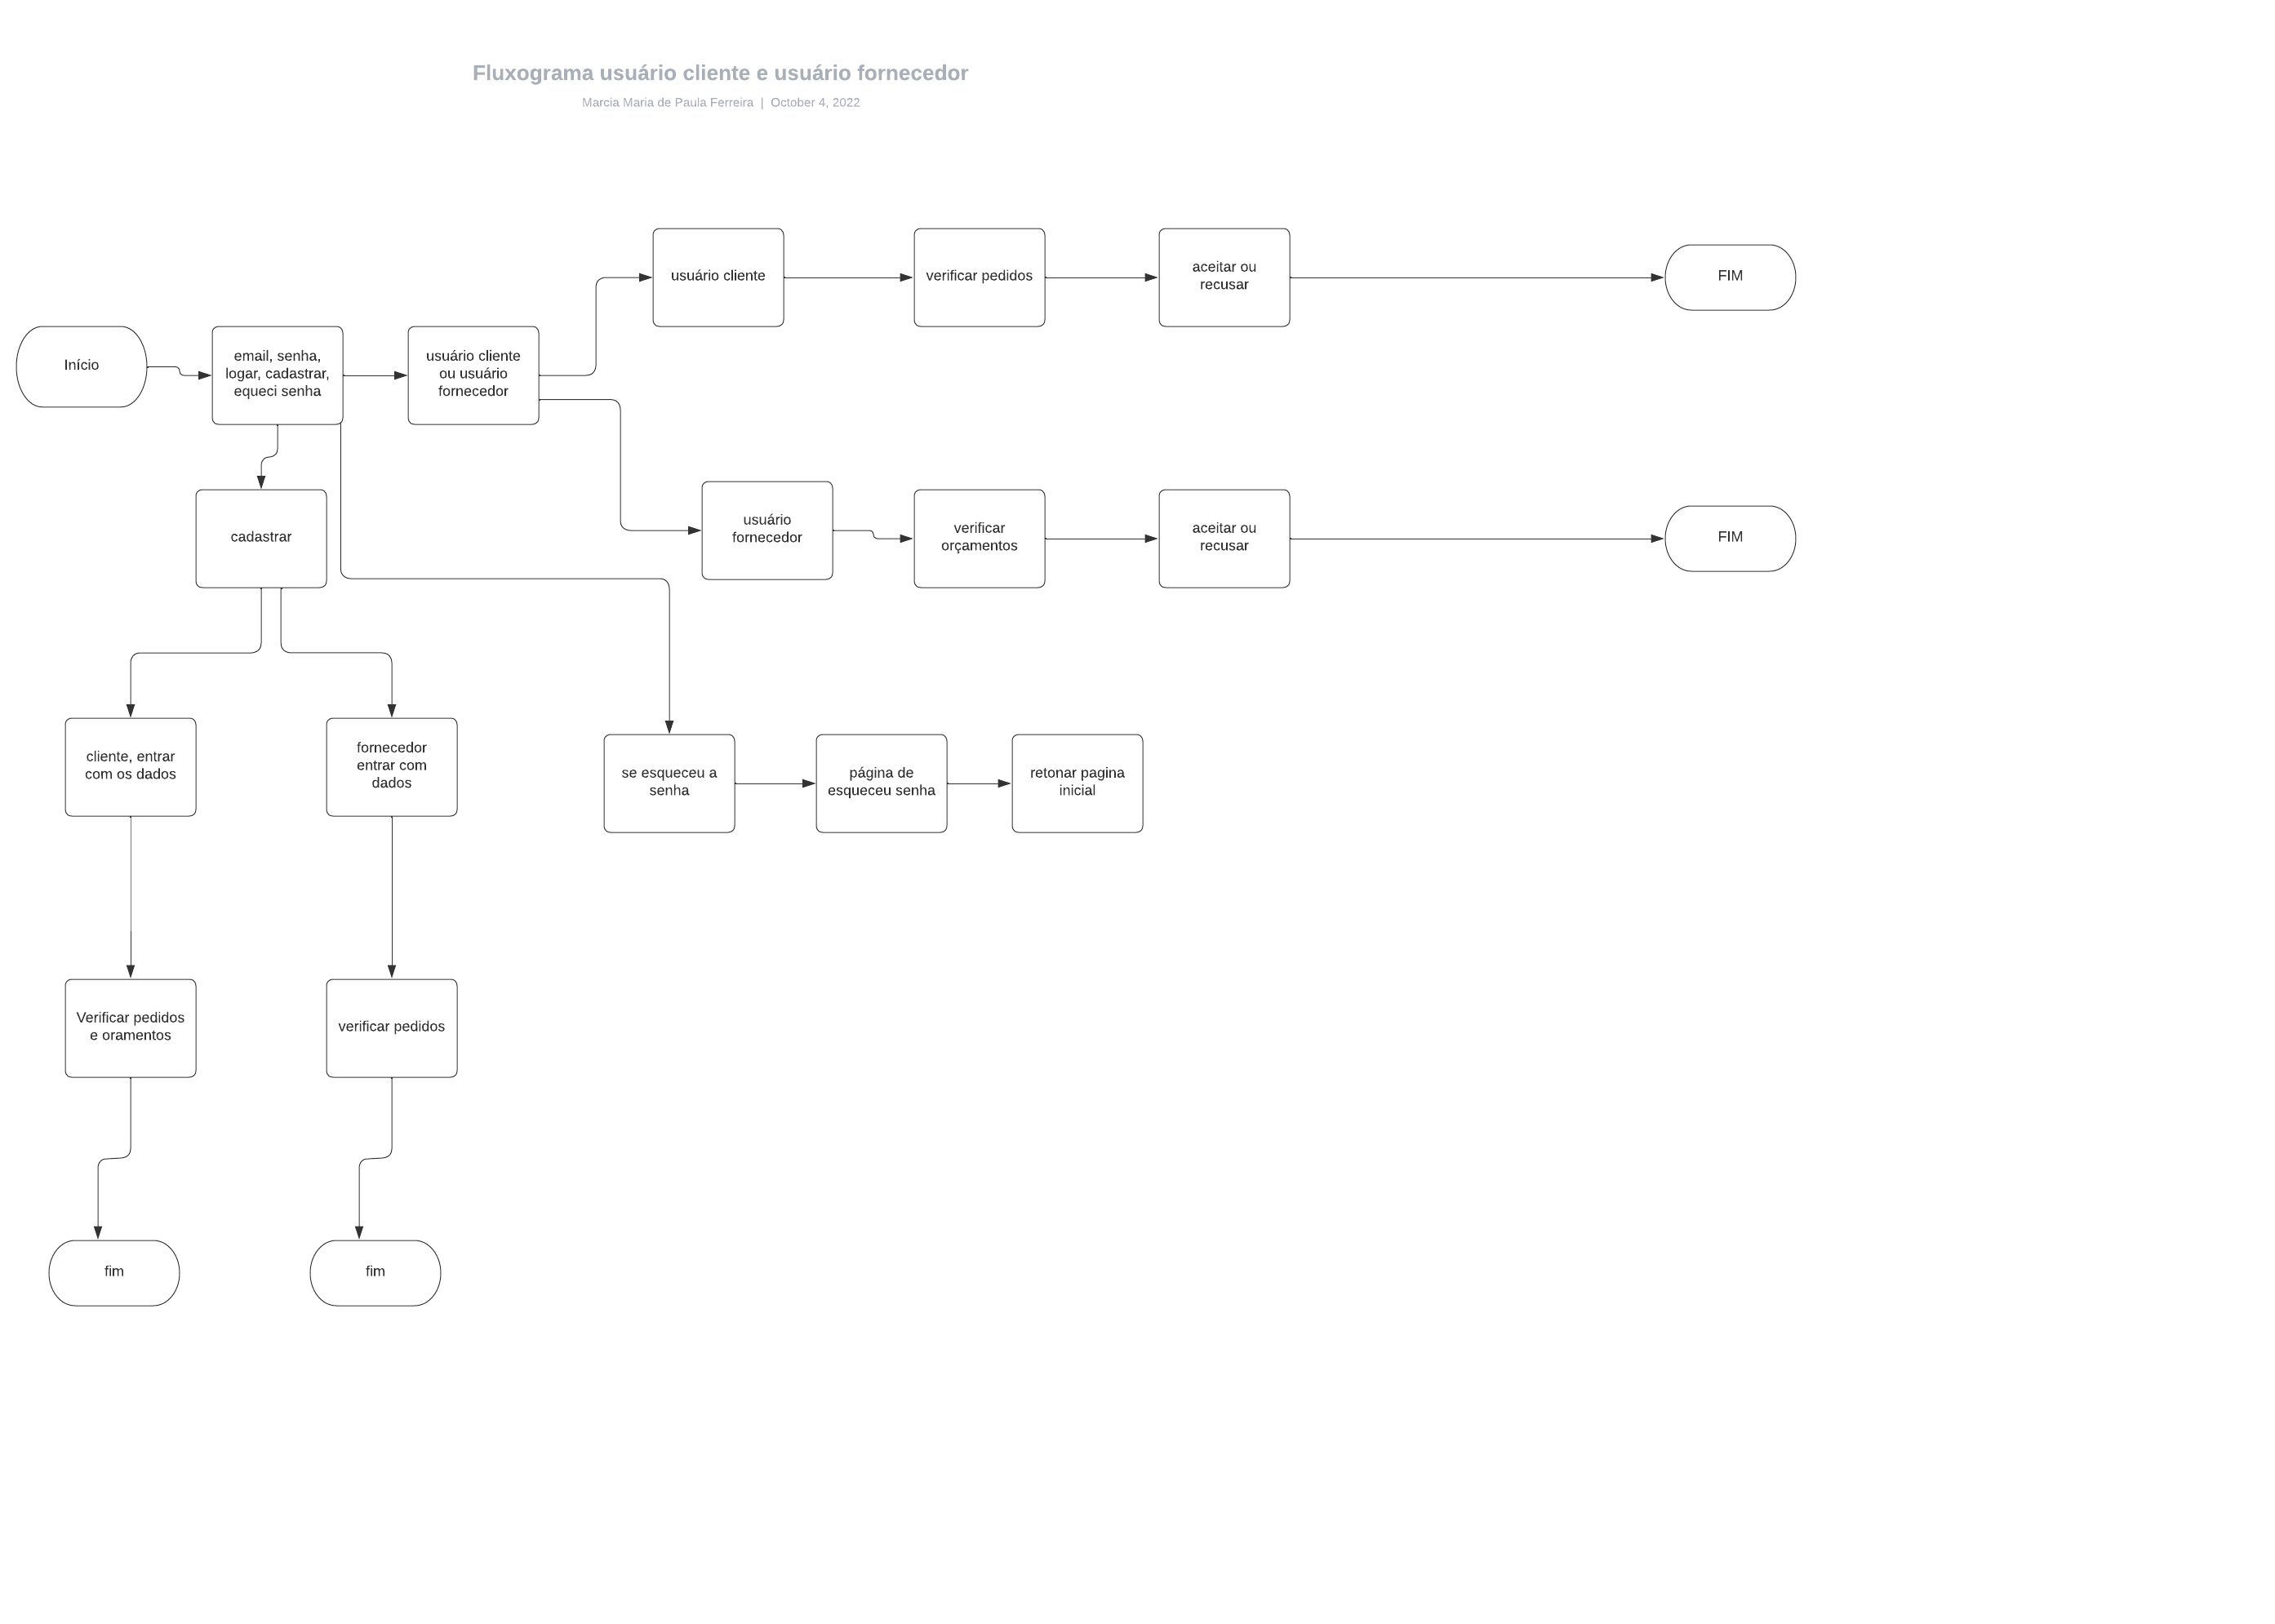 Fluxograma usuário cliente e usuário fornecedor
Marcia Maria de Paula Ferreira | October 4, 2022
usuário cliente
verificar pedidos
aceitar ou
recusar
FIM
Início
email, senha,
logar, cadastrar,
equeci senha
usuário cliente
ou usuário
fornecedor
usuário
fornecedor
verificar
orçamentos
aceitar ou
recusar
FIM
cadastrar
cliente, entrar
com os dados
fornecedor
entrar com
dados
se esqueceu a
senha
página de
esqueceu senha
retonar pagina
inicial
Verificar pedidos
e oramentos
verificar pedidos
fim
fim